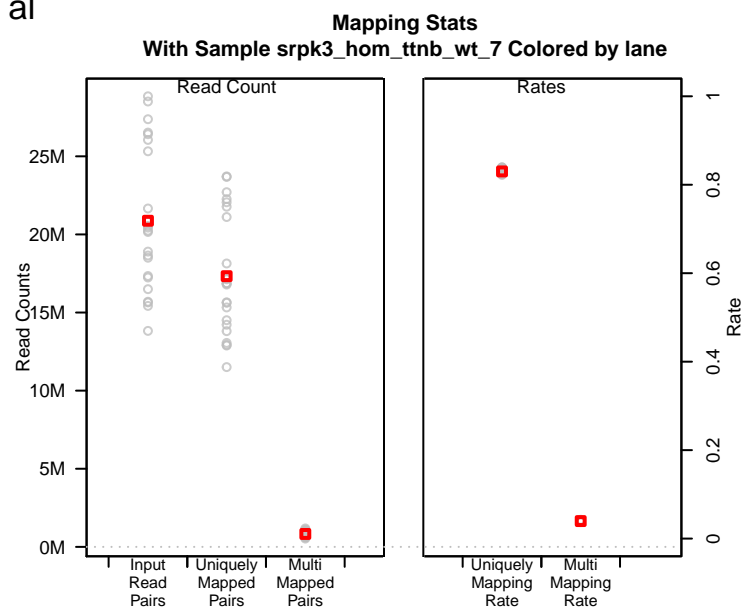 al
Mapping Stats
With Sample srpk3_hom_ttnb_wt_7 Colored by lane
Read Count
Rates
Read Counts
25M
20M
15M
10M
5M
0M
Input
Read
Pairs
Uniquely
Mapped
Pairs
Multi
Mapped
Pairs
Uniquely
Mapping
Rate
Multi
Mapping
Rate
1
0.8
0.6
0.4
0.2
0
Rate